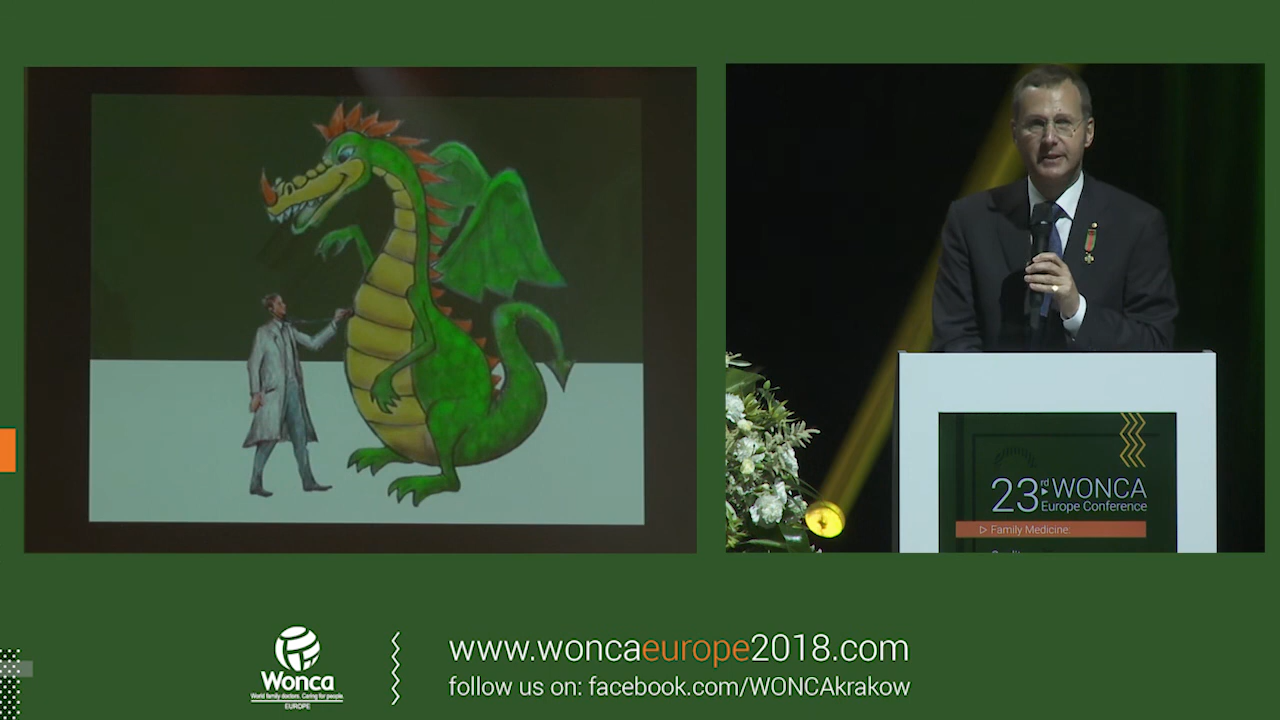 23rd WONCA
Europe Conference
Family Medicine:
Wonca
World family doctors. Caring for people.
EUROPE
www.woncaeurope2018.com
follow us on: facebook.com/WONCAkrakow